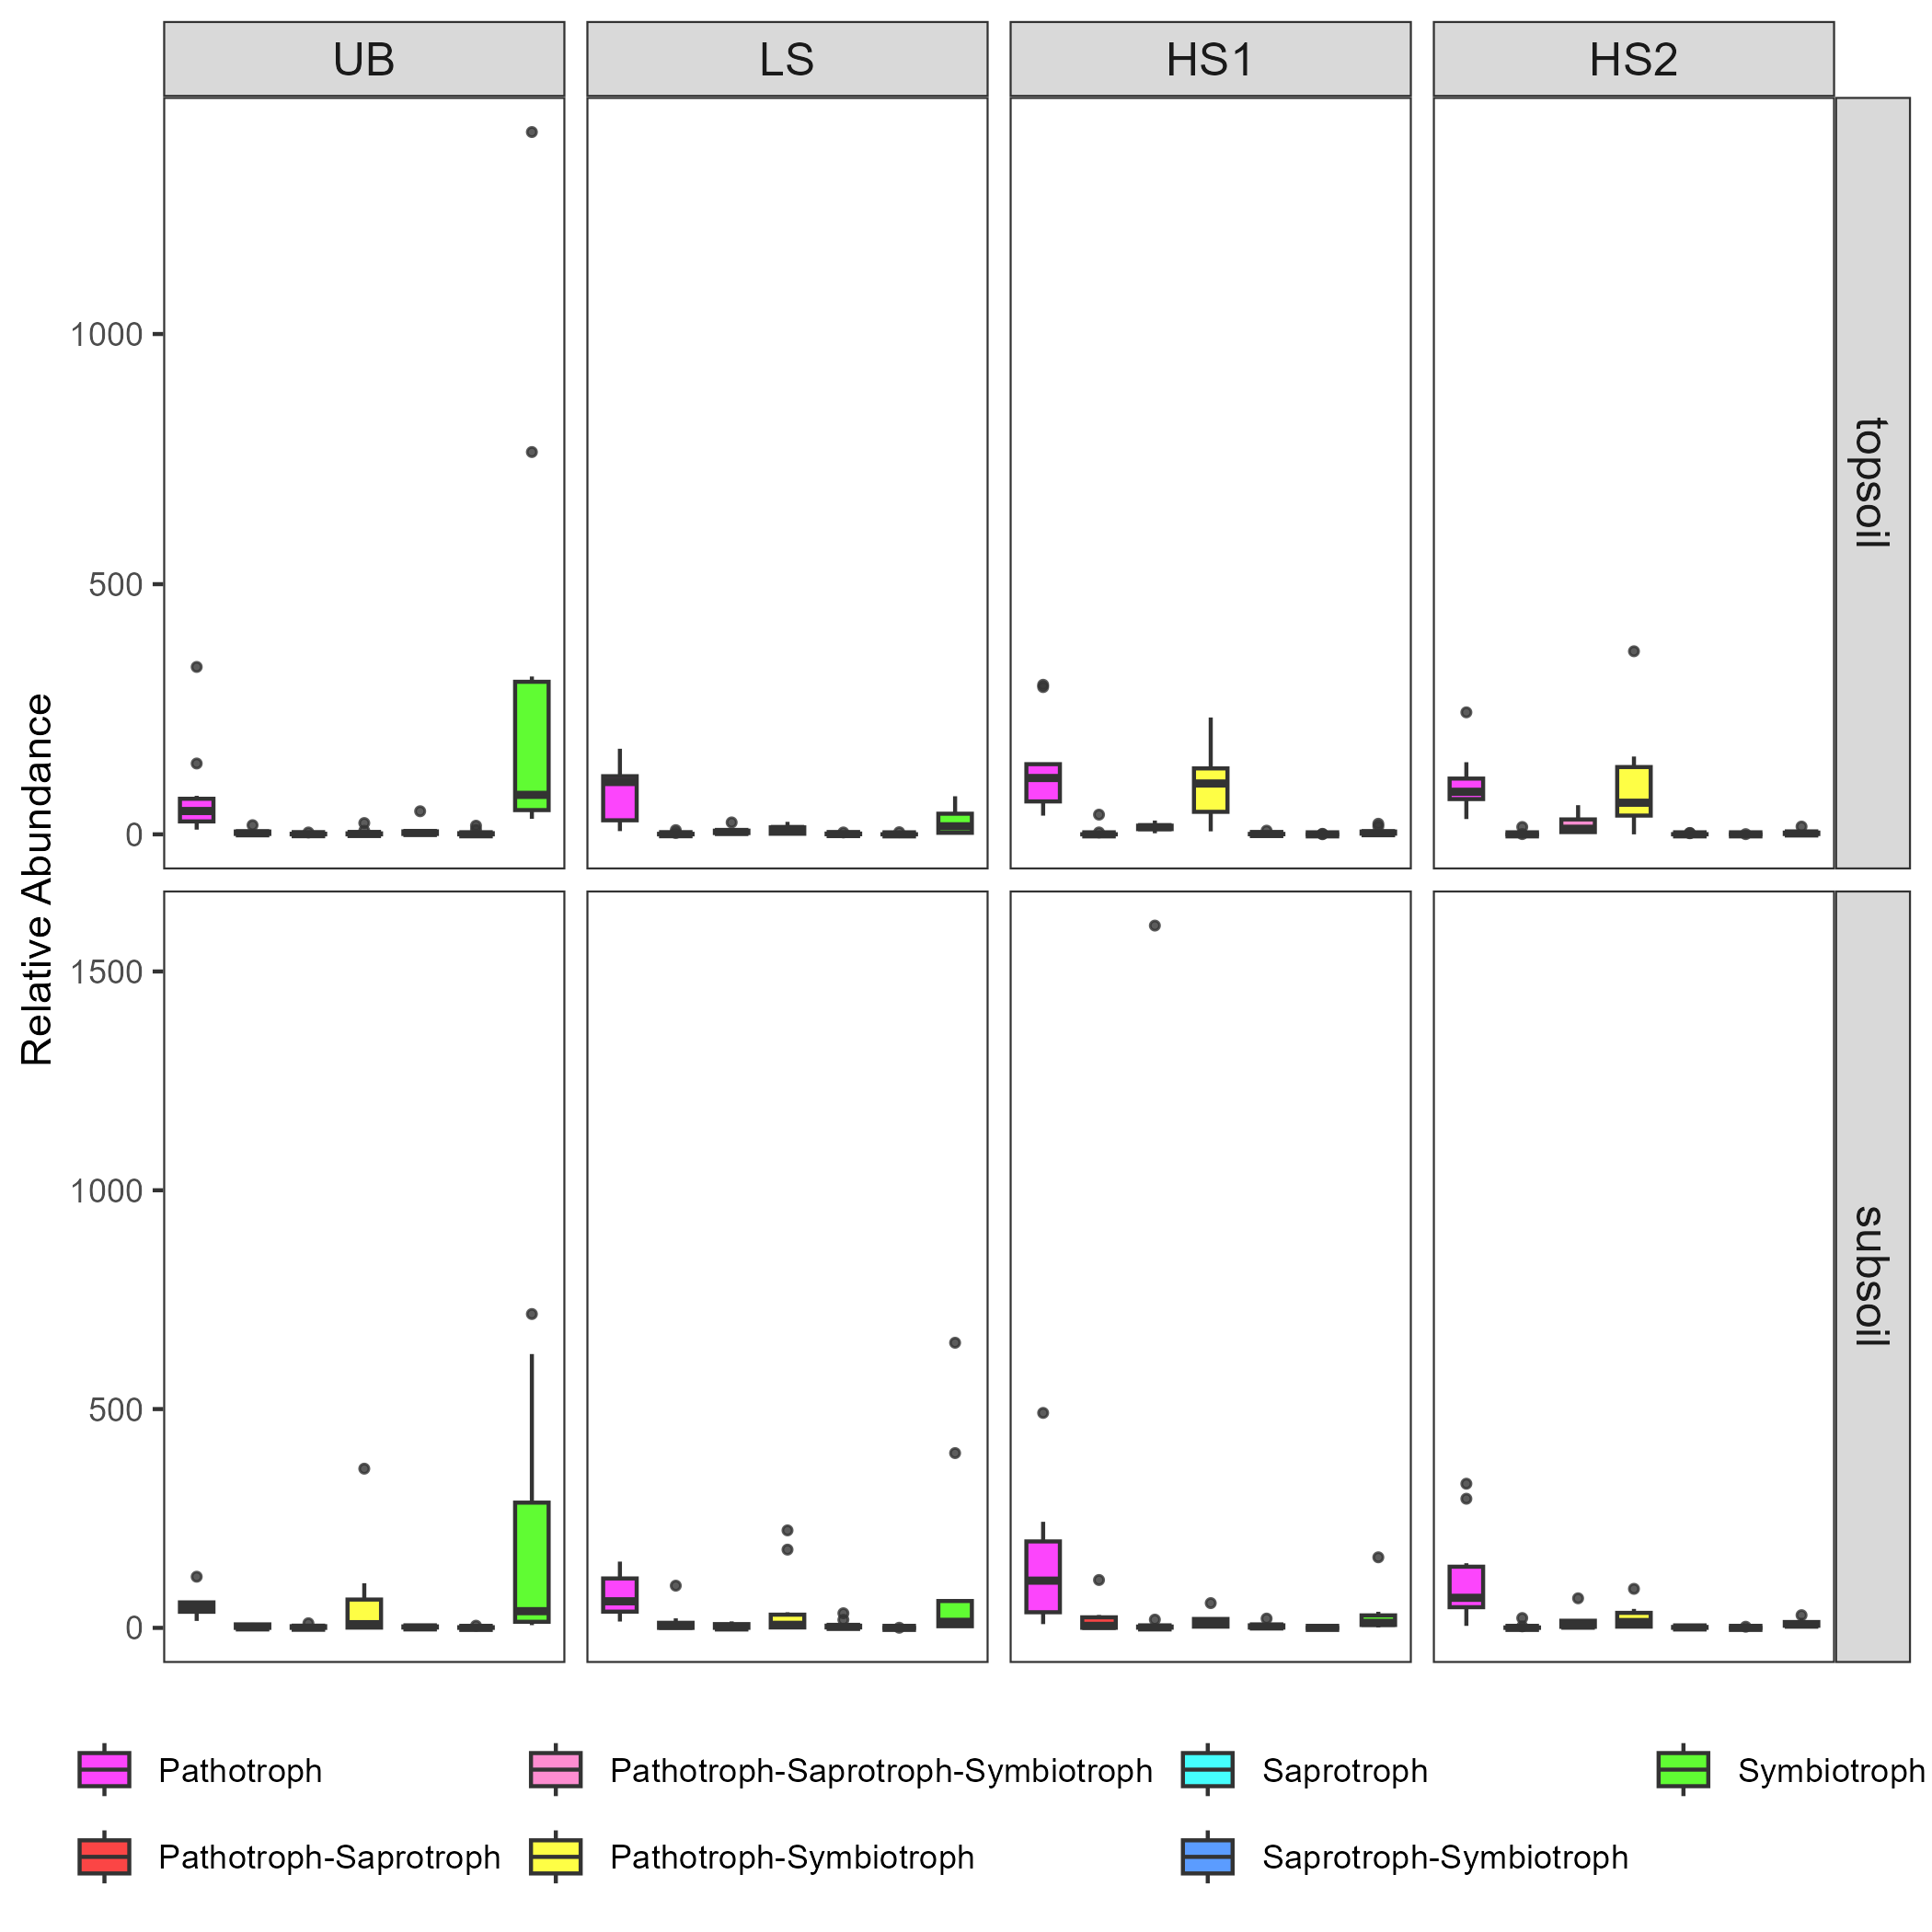 UB
LS
HS1
HS2
topsoil
1000
500
0
Relative Abundance
subsoil
1500
1000
500
0
Pathotroph
Pathotroph-Saprotroph-Symbiotroph
Saprotroph
Symbiotroph
Pathotroph-Saprotroph
Pathotroph-Symbiotroph
Saprotroph-Symbiotroph